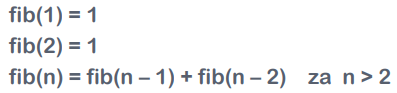 fib(1) = 1
fib(2) = 1
fib(n) = fib(n – 1) + fib(n – 2) za n > 2